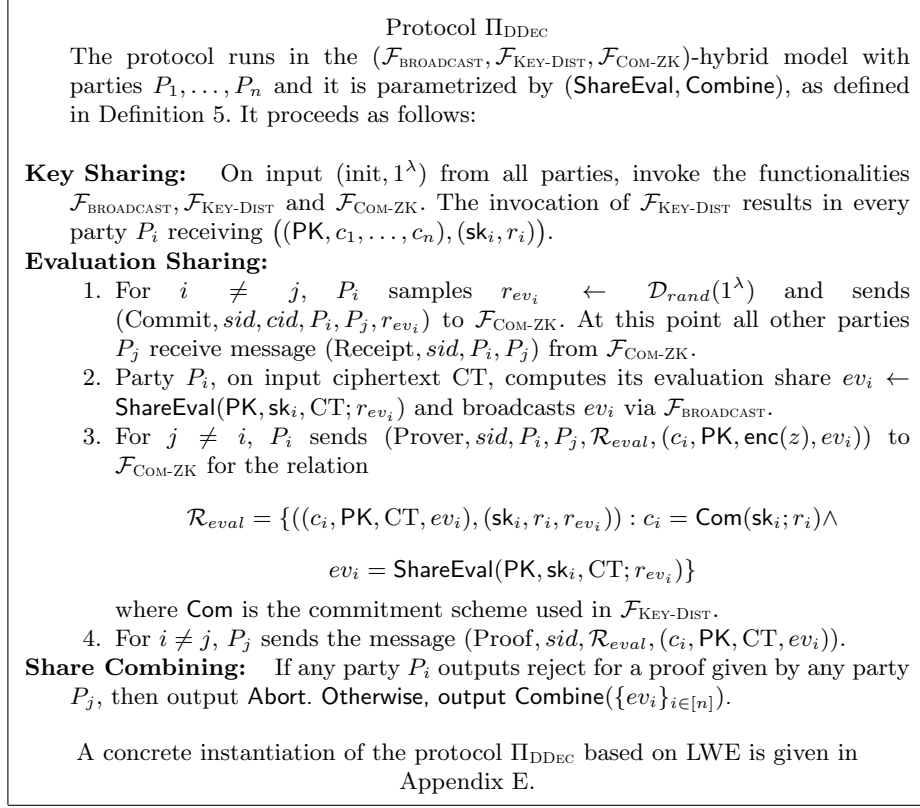 Protocol Π_DDEC
The protocol runs in the (F_BROADCAST, F_KEY-DIST, F_COM-ZK)-hybrid model with
parties P_1, . . . , P_n and it is parametrized by (ShareEval, Combine), as defined
in Definition 5. It proceeds as follows:
Key Sharing: On input (init, 1^λ) from all parties, invoke the functionalities
F_BROADCAST, F_KEY-DIST and F_COM-ZK. The invocation of F_KEY-DIST results in every
party P_i receiving ((PK, c_1, . . . , c_n), (sk_i, r_i)).
Evaluation Sharing:
1. For i ≠ j, P_i samples r_{ev_i} ← D_rand(1^λ) and sends
(Commit, sid, cid, P_i, P_j, r_{ev_i}) to F_COM-ZK. At this point all other parties
P_j receive message (Receipt, sid, P_i, P_j) from F_COM-ZK.
2. Party P_i, on input ciphertext CT, computes its evaluation share ev_i ←
ShareEval(PK, sk_i, CT; r_{ev_i}) and broadcasts ev_i via F_BROADCAST.
3. For j ≠ i, P_i sends (Prover, sid, P_i, P_j, R_eval, (c_i, PK, enc(z), ev_i)) to
F_COM-ZK for the relation
R_eval = {((c_i, PK, CT, ev_i), (sk_i, r_i, r_{ev_i})) : c_i = Com(sk_i; r_i)∧
ev_i = ShareEval(PK, sk_i, CT; r_{ev_i})}
where Com is the commitment scheme used in F_KEY-DIST.
4. For i ≠ j, P_j sends the message (Proof, sid, R_eval, (c_i, PK, CT, ev_i)).
Share Combining: If any party P_i outputs reject for a proof given by any party
P_j, then output Abort. Otherwise, output Combine({ev_i}_{i∈[n]}).
A concrete instantiation of the protocol Π_DDEC based on LWE is given in
Appendix E.